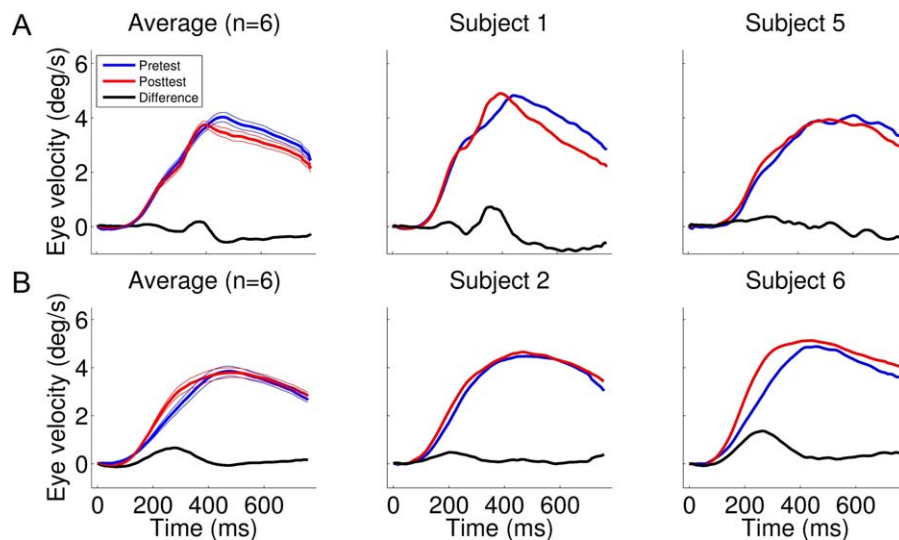 A
Average (n=6)
Subject 1
Subject 5
Eye velocity (deg/s)
6
4
2
0
Pretest
Posttest
Difference
B
Average (n=6)
Subject 2
Subject 6
Eye velocity (deg/s)
6
4
2
0
0 200 400 600
0 200 400 600
0 200 400 600
Time (ms)
Time (ms)
Time (ms)